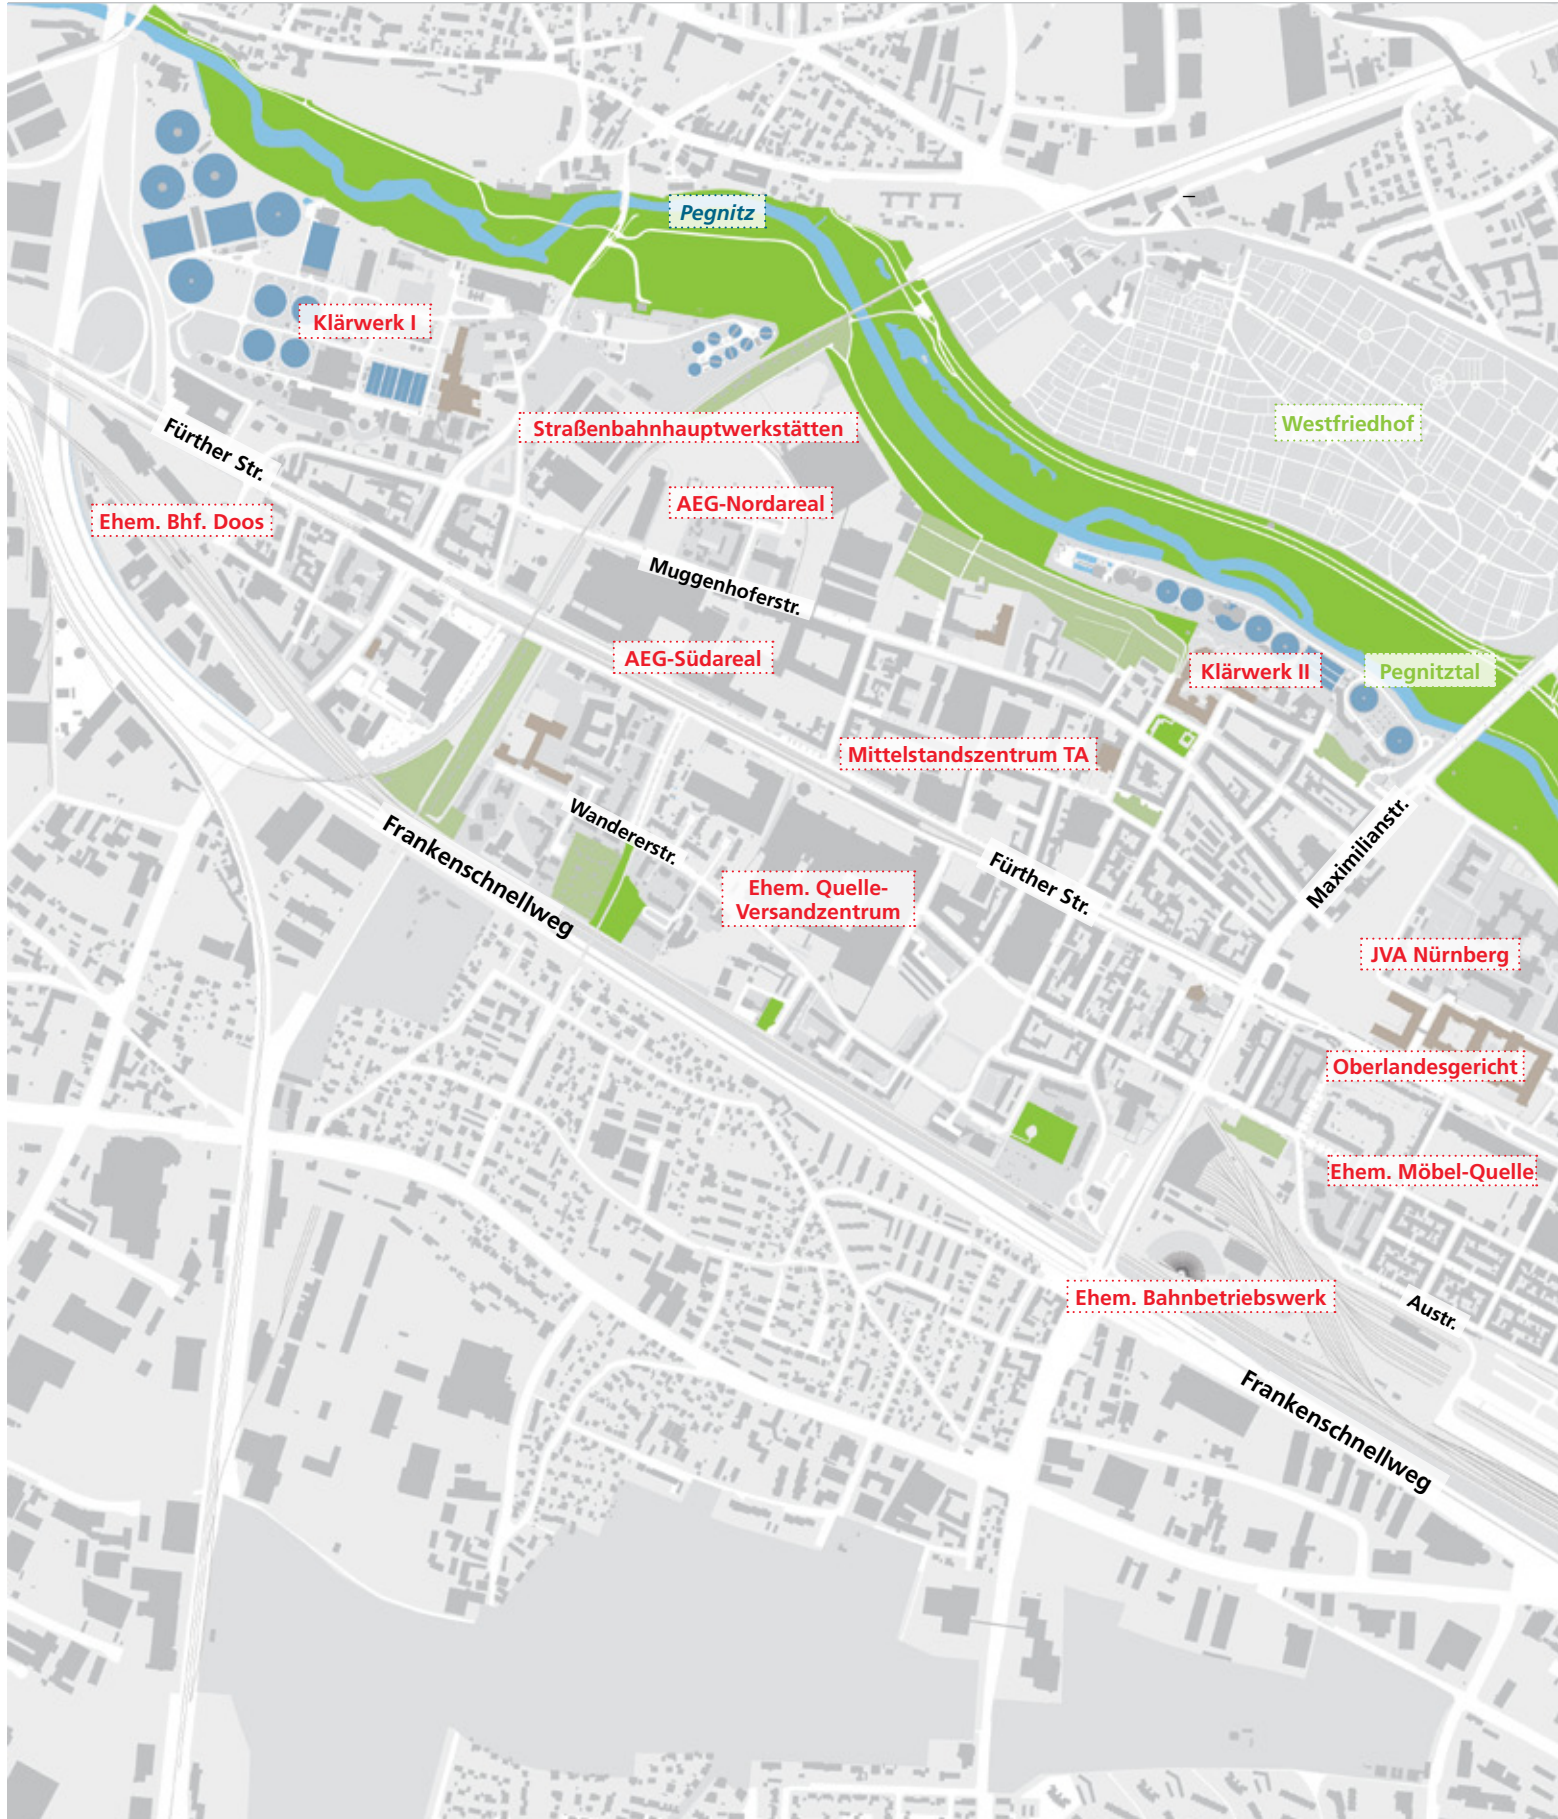 Pegnitz
Klärwerk I
Westfriedhof
Straßenbahnhauptwerkstätten
Fürther Str.
AEG-Nordareal
Ehem. Bhf. Doos
Muggenhoferstr.
AEG-Südareal
Klärwerk II
Pegnitztal
Mittelstandszentrum TA
Wandererstr.
Frankenschnellweg
Maximilianstr.
Fürther Str.
Ehem. Quelle-
Versandzentrum
JVA Nürnberg
Oberlandesgericht
Ehem. Möbel-Quelle
Ehem. Bahnbetriebswerk
Austr.
Frankenschnellweg